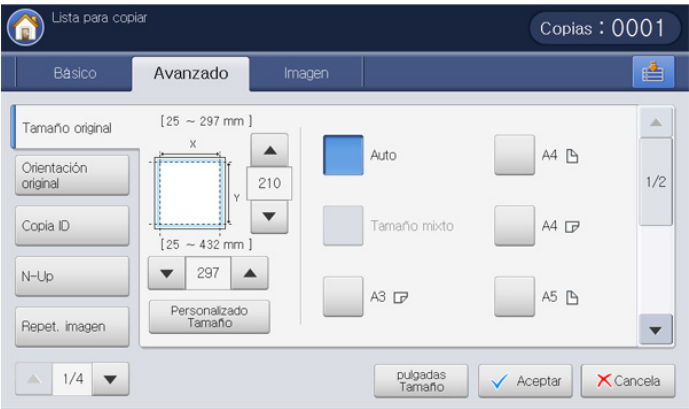 Lista para copiar
Copias : 0001
Básico
Avanzado
Imagen
Tamaño original
Orientación
original
Copia ID
N-Up
Repet. imagen
1/4
[25 ~ 297 mm ]
X
Y
210
[25 ~ 432 mm ]
297
Personalizado
Tamaño
Auto
Tamaño mixto
A3
A4
A4
A5
1/2
pulgadas
Tamaño
Aceptar
Cancela